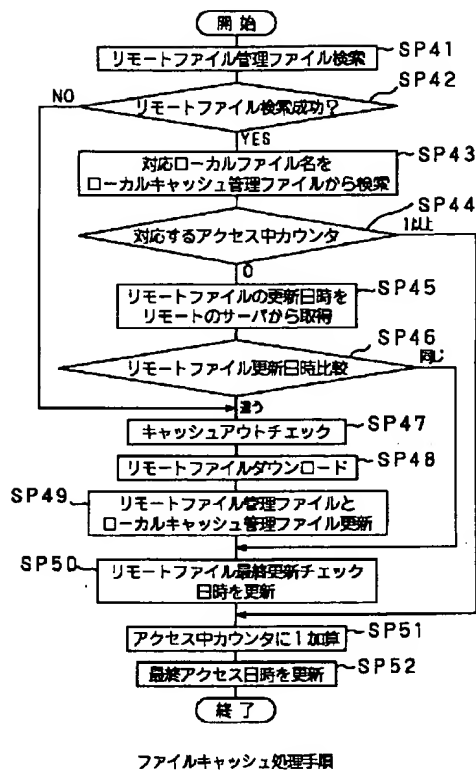 開始
リモートファイル管理ファイル検索
SP41
SP42
NO
リモートファイル検索成功?
YES
SP43
対応ローカルファイル名を
ローカルキャッシュ管理ファイルから検索
SP44
1以上
対応するアクセス中カウンタ
0
SP45
リモートファイルの更新日時を
リモートのサーバから取得
SP46
同じ
リモートファイル更新日時比較
違う
SP47
キャッシュアウトチェック
SP48
リモートファイルダウンロード
SP49
リモートファイル管理ファイルと
ローカルキャッシュ管理ファイル更新
SP50
リモートファイル最終更新チェック
日時を更新
SP51
アクセス中カウンタに1加算
SP52
最終アクセス日時を更新
終了
ファイルキャッシュ処理手順